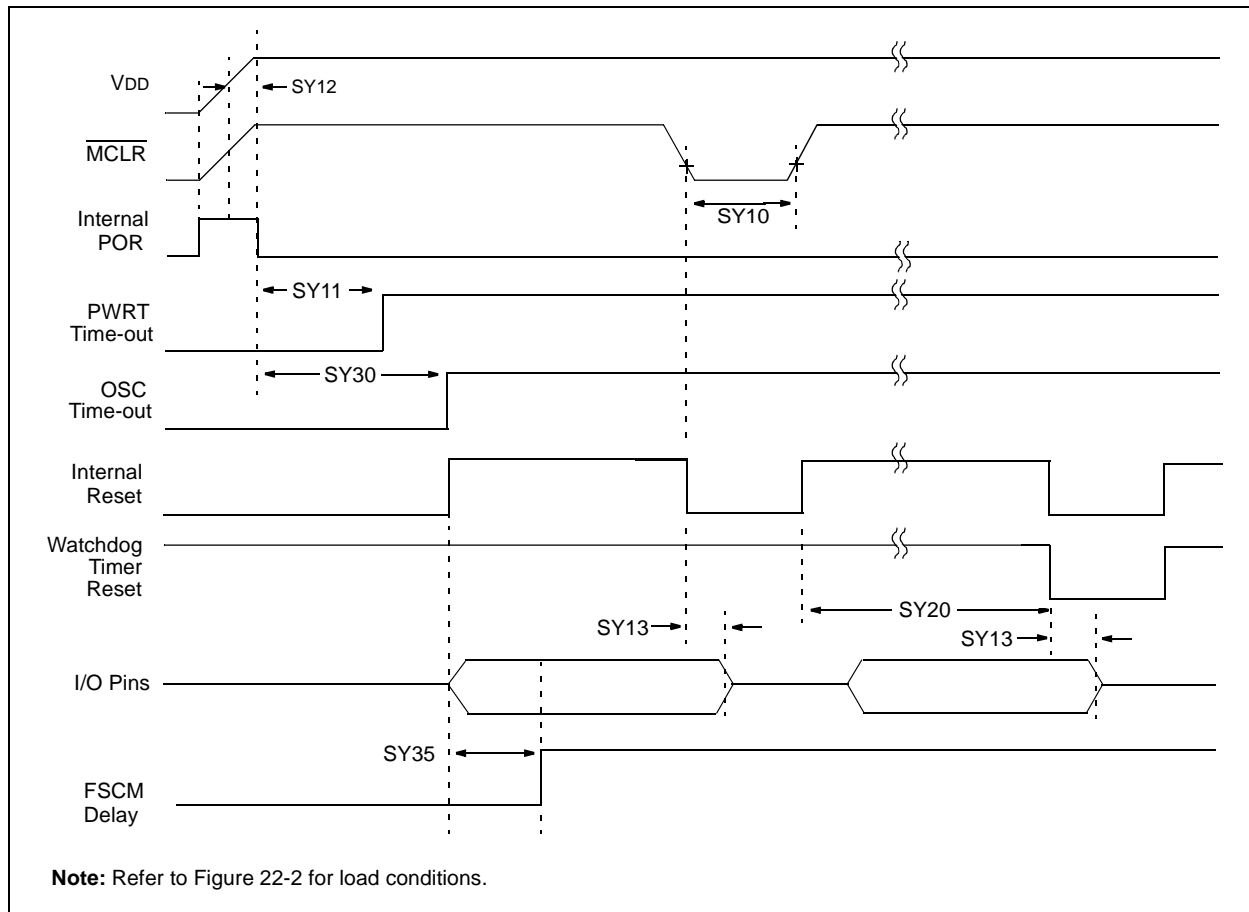 VDD
SY12
MCLR
SY10
Internal
POR
SY11
PWRT
Time-out
SY30
OSC
Time-out
Internal
Reset
Watchdog
Timer
Reset
SY20
SY13
SY13
I/O Pins
SY35
FSCM
Delay
Note: Refer to Figure 22-2 for load conditions.